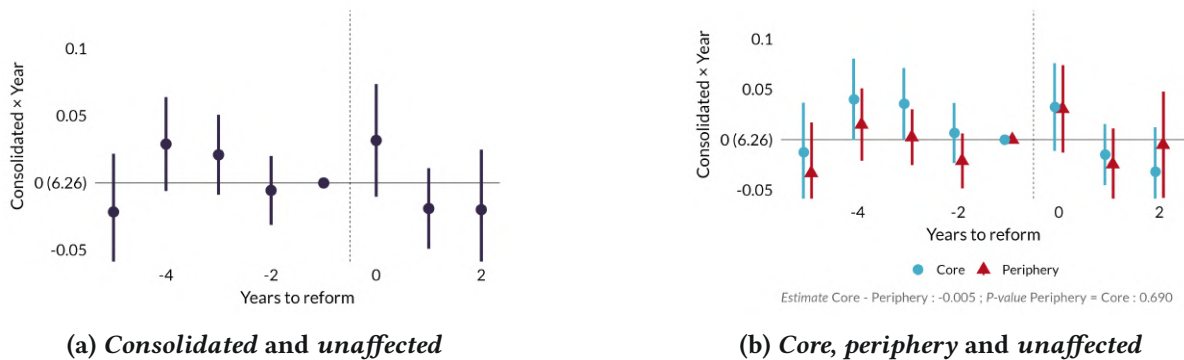 Consolidated × Year
0.1
0.05
0 (6.26)
-0.05
-4
-2
0
2
Years to reform
(a) Consolidated and unaffected
Consolidated × Year
0.1
0.05
0 (6.26)
-0.05
-4
-2
0
2
Years to reform
Core
Periphery
Estimate Core - Periphery : -0.005 ; P-value Periphery = Core : 0.690
(b) Core, periphery and unaffected